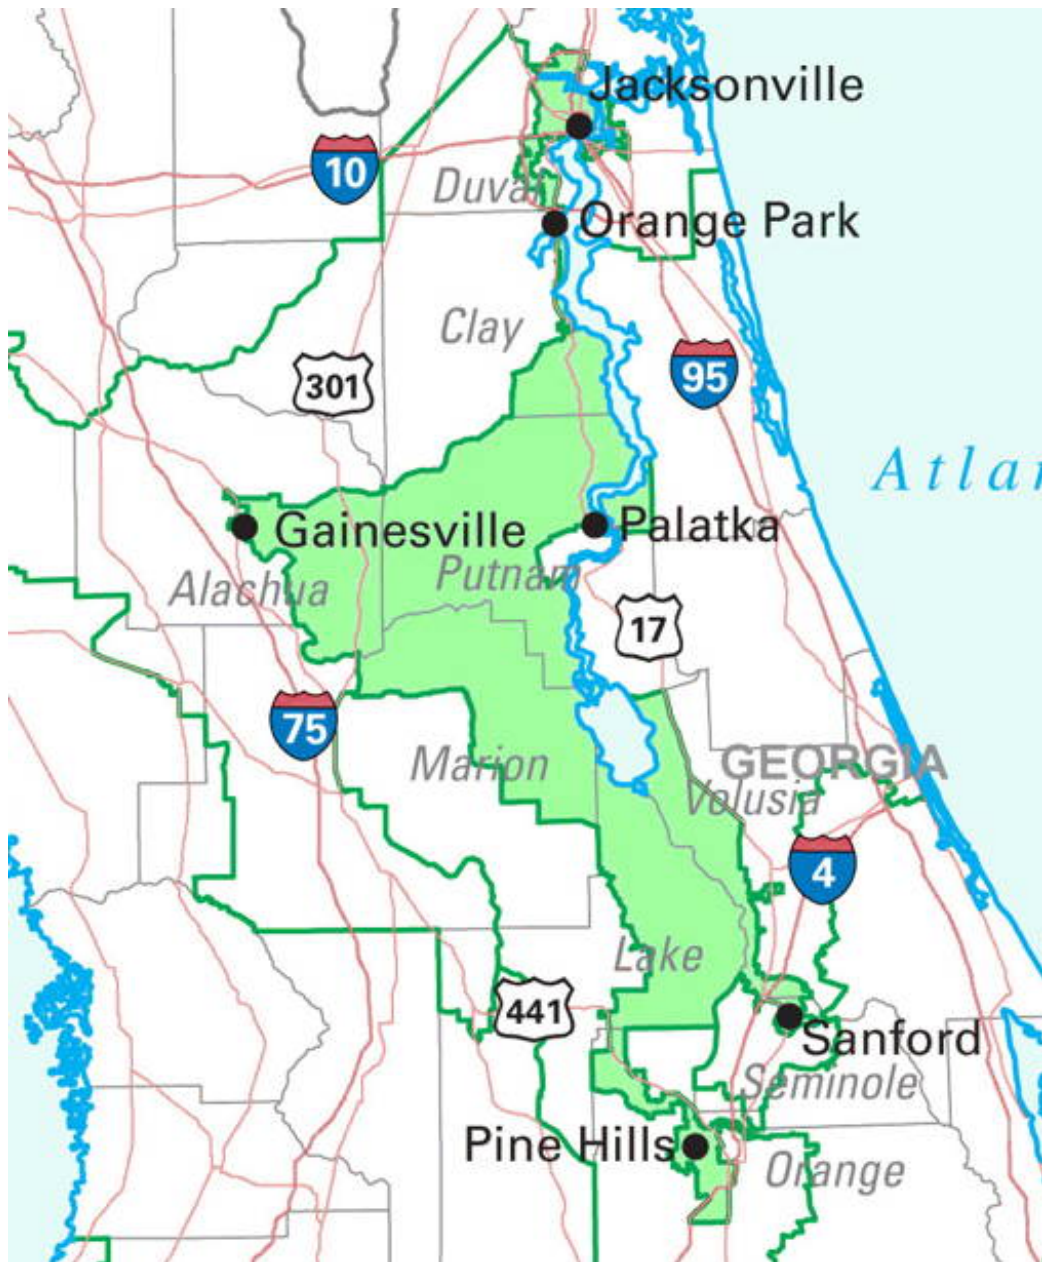 Jacksonville
10
Duval
Orange Park
Clay
301
95
Atlan
Gainesville
Palatka
Alachua
Putnam
17
75
Marion
GEORGIA
Volusia
4
Lake
441
Sanford
Seminole
Pine Hills
Orange